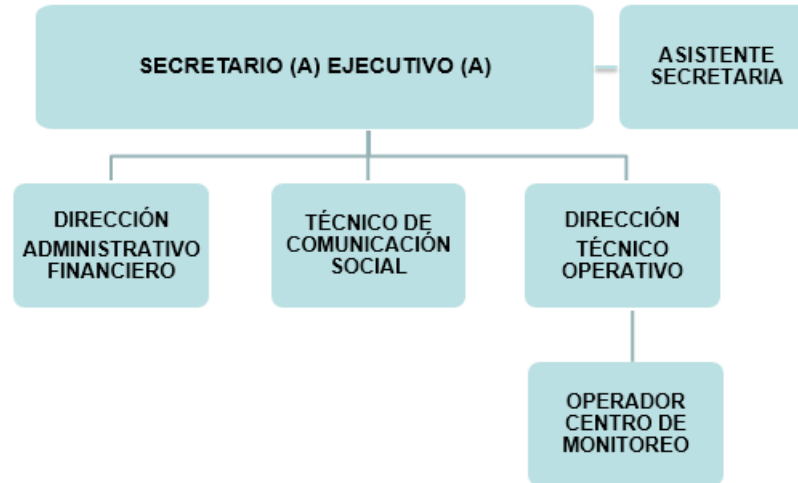 SECRETARIO (A) EJECUTIVO (A)
ASISTENTE
SECRETARIA
DIRECCIÓN
ADMINISTRATIVO
FINANCIERO
TÉCNICO DE
COMUNICACIÓN
SOCIAL
DIRECCIÓN
TÉCNICO
OPERATIVO
OPERADOR
CENTRO DE
MONITOREO